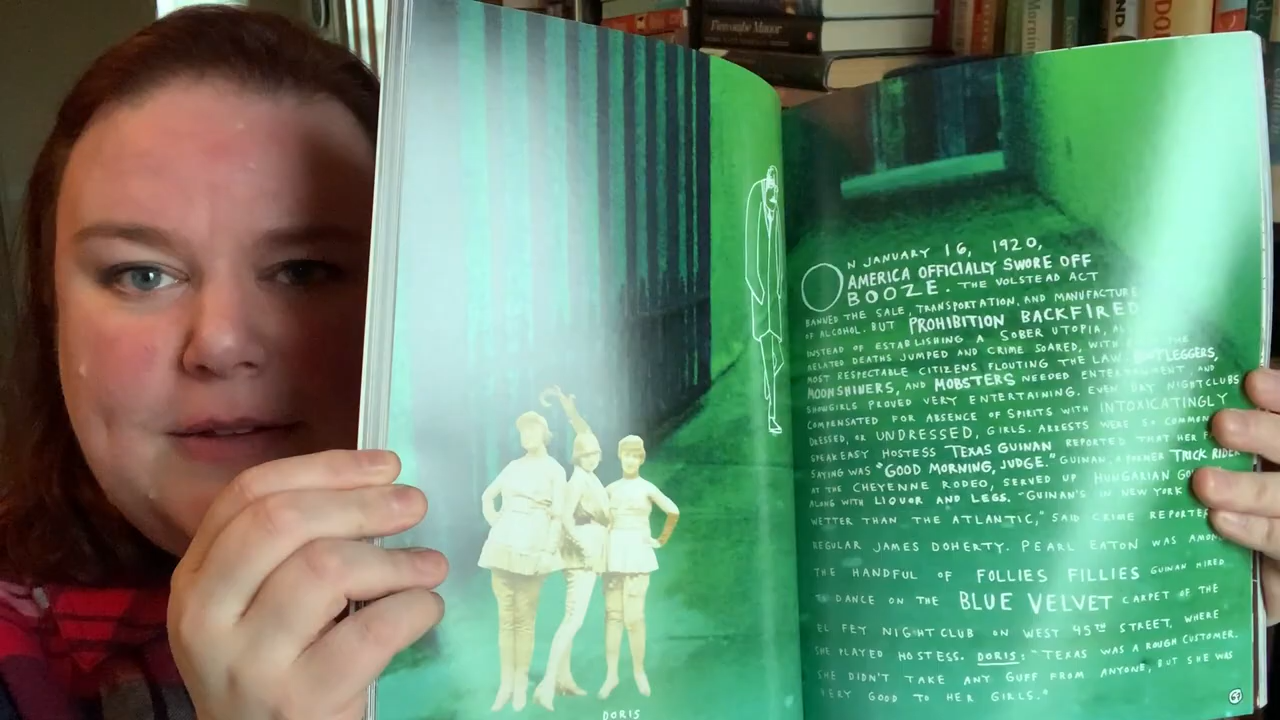 Fiercombe Manor
Mornin
AND
DORIS
ON JANUARY 16, 1920,
AMERICA OFFICIALLY SWORE OFF
BOOZE. THE VOLSTEAD ACT
BANNED THE SALE, TRANSPORTATION, AND MANUFACTURE
OF ALCOHOL. BUT PROHIBITION BACKFIRED
INSTEAD OF ESTABLISHING A SOBER UTOPIA,
RELATED DEATHS JUMPED AND CRIME SOARED, WITH THE
MOST RESPECTABLE CITIZENS FLOUTING THE LAW. BOOTLEGGERS,
MOONSHINERS, AND MOBSTERS NEEDED ENTERTAINMENT, AND
SHOWGIRLS PROVED VERY ENTERTAINING. EVEN DRY NIGHTCLUBS
COMPENSATED FOR ABSENCE OF SPIRITS WITH INTOXICATINGLY
DRESSED, OR UNDRESSED, GIRLS. ARRESTS WERE SO COMMON
SPEAKEASY HOSTESS TEXAS GUINAN REPORTED THAT HER F
SAYING WAS "GOOD MORNING, JUDGE." GUINAN, A FORMER TRICK RIDER
AT THE CHEYENNE RODEO, SERVED UP HUNGARIAN GO
ALONG WITH LIQUOR AND LEGS. "GUINAN'S IN NEW YORK
WETTER THAN THE ATLANTIC," SAID CRIME REPORTER
REGULAR JAMES DOHERTY. PEARL EATON WAS AMON
THE HANDFUL OF FOLLIES FILLIES GUINAN HIRED
TO DANCE ON THE BLUE VELVET CARPET OF THE
EL FEY NIGHTCLUB ON WEST 45TH STREET, WHERE
SHE PLAYED HOSTESS. DORIS: "TEXAS WAS A ROUGH CUSTOMER.
SHE DIDN'T TAKE ANY GUFF FROM ANYONE, BUT SHE WAS
VERY GOOD TO HER GIRLS."